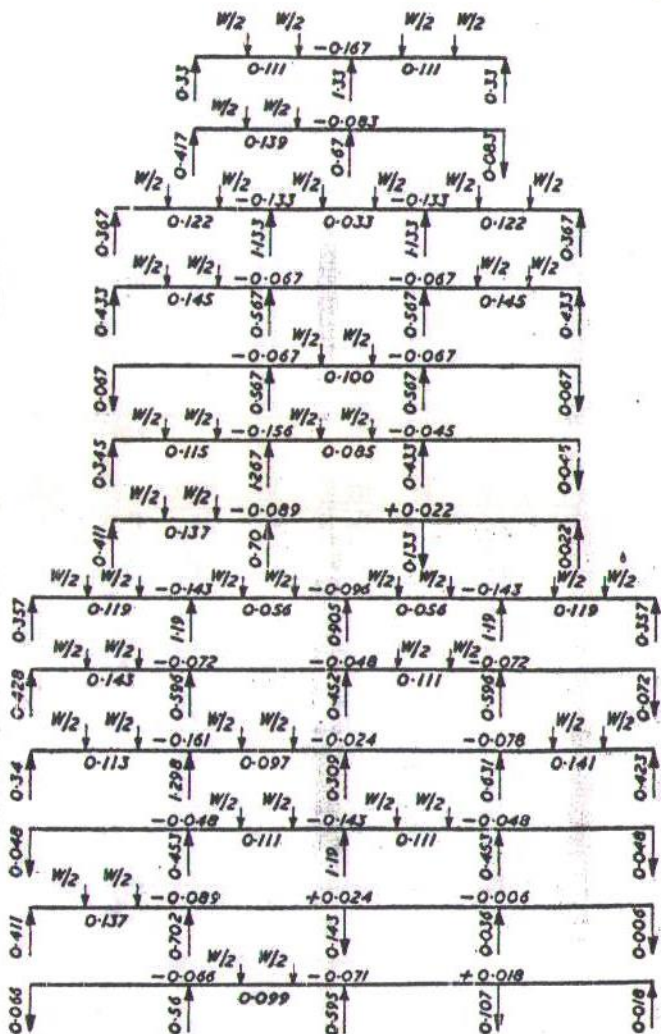 W/2 W/2 -0.167 W/2 W/2
0.33 0.111 1.33 0.111 0.33
W/2 W/2 -0.083
0.417 0.139 0.67 0.083
W/2 W/2 -0.133 W/2 W/2 -0.133 W/2 W/2
0.367 0.122 1.133 0.033 1.133 0.122 0.367
W/2 W/2 -0.067 -0.067 W/2 W/2
0.433 0.145 0.567 0.567 0.145 0.433
-0.067 W/2 W/2 -0.067
0.067 0.567 0.100 0.567 0.067
W/2 W/2 -0.156 W/2 W/2 -0.045
0.345 0.115 1.267 0.085 0.433 0.045
W/2 W/2 -0.089 +0.022
0.411 0.137 0.70 0.133 0.022
W/2 W/2 -0.143 W/2 W/2 -0.096 W/2 W/2 -0.143 W/2 W/2
0.357 0.119 1.19 0.056 0.905 0.056 1.19 0.119 0.357
W/2 W/2 -0.072 -0.048 W/2 W/2 -0.072
0.428 0.143 0.596 0.452 0.111 0.596 0.072
W/2 W/2 -0.161 W/2 W/2 -0.024 -0.078 W/2 W/2
0.34 0.113 1.298 0.097 0.309 0.631 0.141 0.423
-0.048 W/2 W/2 -0.143 W/2 W/2 -0.048
0.048 0.453 0.111 1.19 0.111 0.453 0.048
W/2 W/2 -0.089 +0.024 -0.006
0.411 0.137 0.702 0.143 0.036 0.006
-0.066 W/2 W/2 -0.071 +0.018
0.066 0.56 0.099 0.595 0.107 0.018